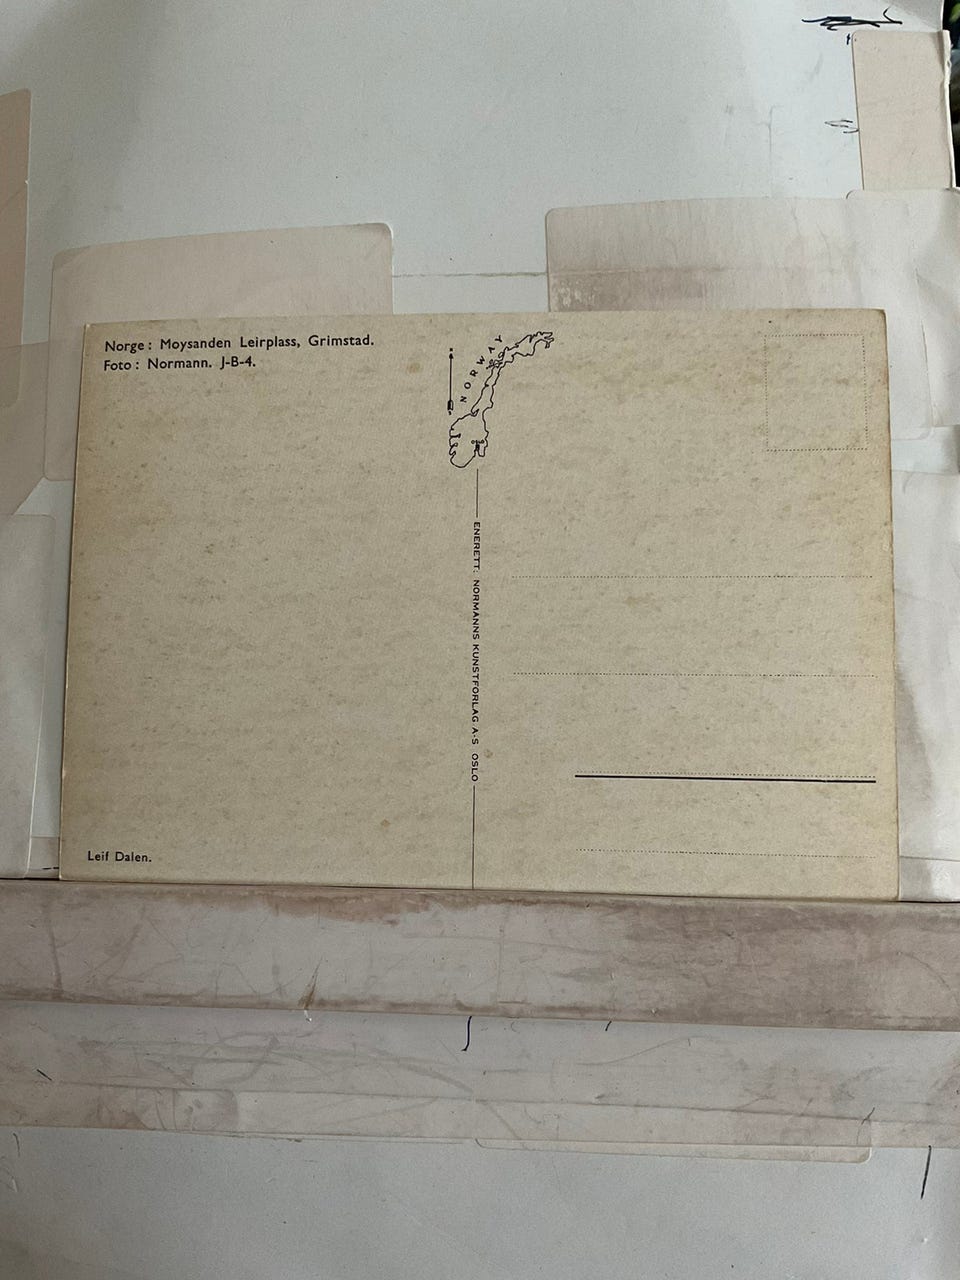 Norge: Moysanden Leirplass, Grimstad.
Foto: Normann. J-B-4.
NORWAY
ENERETT: NORMANNS KUNSTFORLAG A-S OSLO
Leif Dalen.